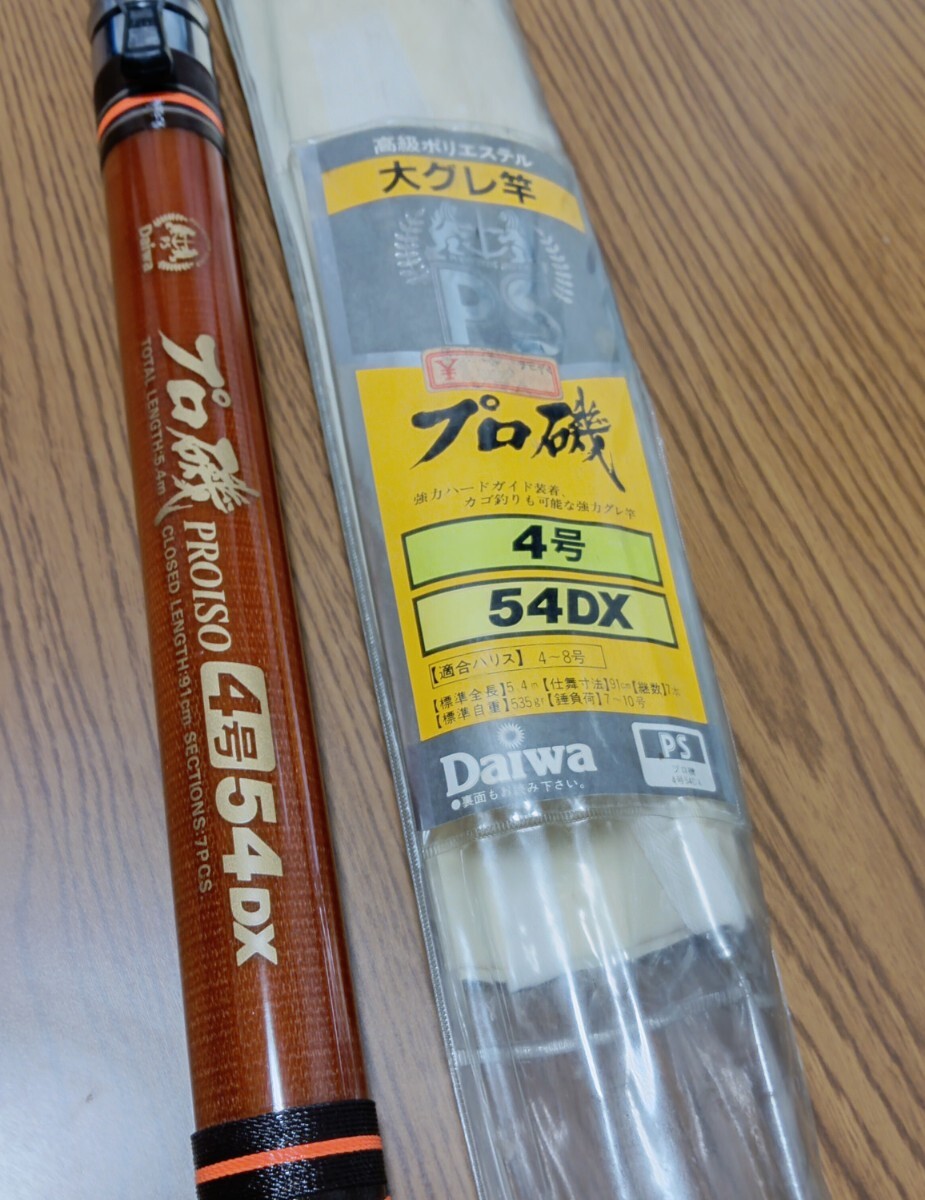 Daiwa
プロ磯 PROISO 4号 54DX
TOTAL LENGTH:5.4m CLOSED LENGTH:91cm SECTIONS:7PCS
高級ポリエステル
大グレ竿
PS
プロ磯
強力ハードガイド装着、
カゴ釣りも可能な強力グレ竿
4号
54DX
【適合ハリス】 4～8号
【標準全長】5.4m【仕舞寸法】91cm【継数】7本
【標準自重】535gr【錘負荷】7～10号
Daiwa
●裏面もお読み下さい。
PS
プロ磯